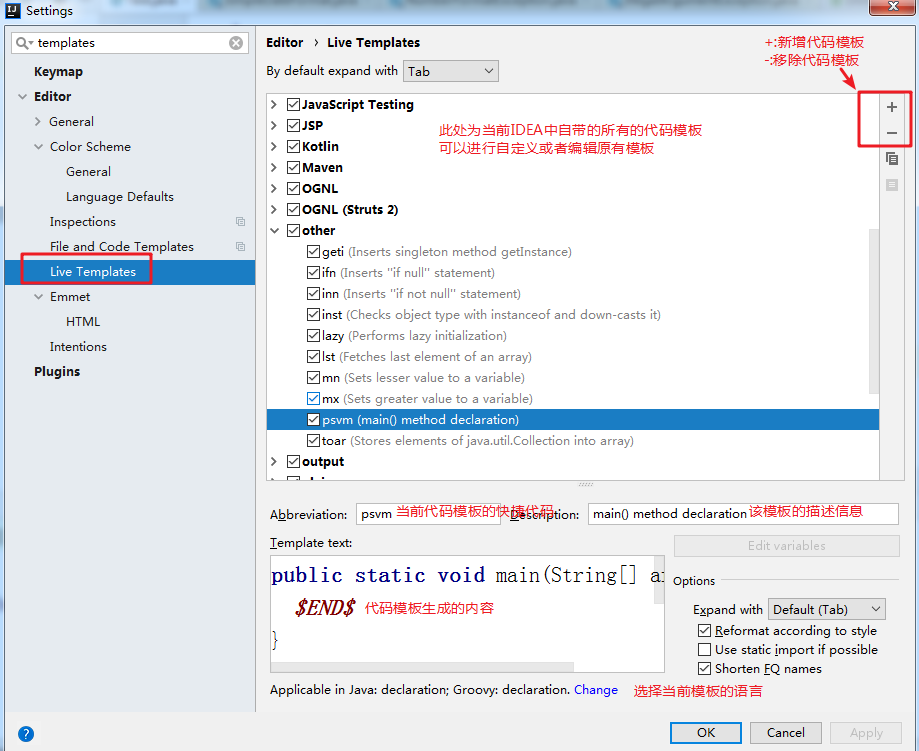 Settings
templates
Keymap
Editor
General
Color Scheme
General
Language Defaults
Inspections
File and Code Templates
Live Templates
Emmet
HTML
Intentions
Plugins
Editor › Live Templates
+:新增代码模板
-:移除代码模板
By default expand with Tab
JavaScript Testing
JSP
Kotlin
Maven
OGNL
OGNL (Struts 2)
other
此处为当前IDEA中自带的所有的代码模板
可以进行自定义或者编辑原有模板
geti (Inserts singleton method getInstance)
ifn (Inserts ''if null'' statement)
inn (Inserts ''if not null'' statement)
inst (Checks object type with instanceof and down-casts it)
lazy (Performs lazy initialization)
lst (Fetches last element of an array)
mn (Sets lesser value to a variable)
mx (Sets greater value to a variable)
psvm (main() method declaration)
toar (Stores elements of java.util.Collection into array)
output
Abbreviation: psvm 当前代码模板的快捷代码 Description: main() method declaration 该模板的描述信息
Template text:
Edit variables
public static void main(String[] ar
$END$ 代码模板生成的内容
}
Options
Expand with Default (Tab)
Reformat according to style
Use static import if possible
Shorten FQ names
Applicable in Java: declaration; Groovy: declaration. Change 选择当前模板的语言
?
OK Cancel Apply